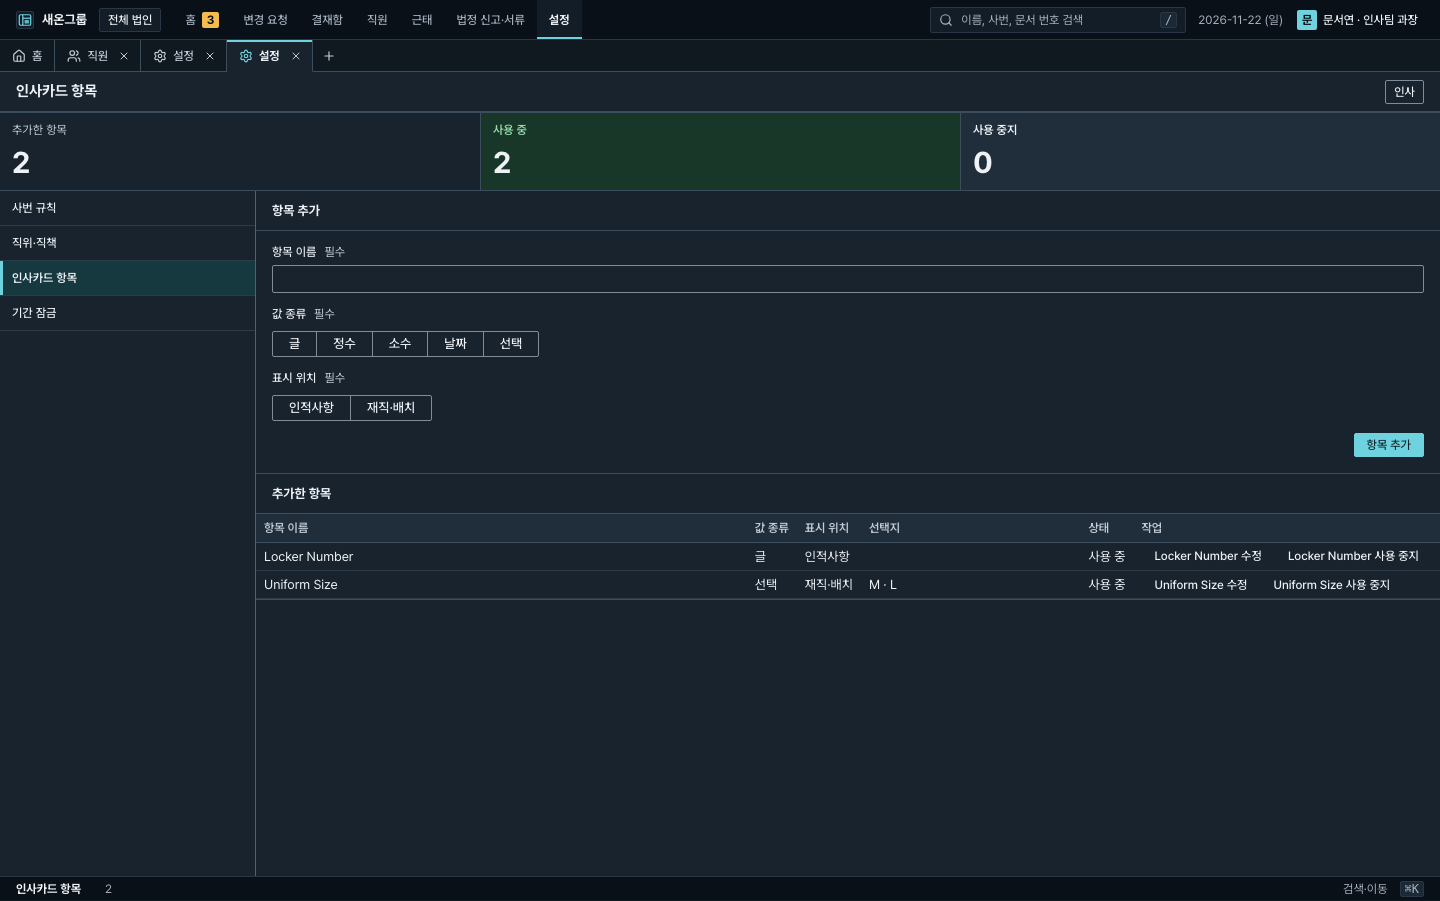 새온그룹 전체 법인 홈 3 변경 요청 결재함 직원 근태 법정 신고·서류 설정 이름, 사번, 문서 번호 검색 / 2026-11-22 (일) 문 문서연 · 인사팀 과장
홈 직원 설정 설정
인사카드 항목 인사
추가한 항목 사용 중 사용 중지
2 2 0
사번 규칙
직위·직책
인사카드 항목
기간 잠금
항목 추가
항목 이름 필수
값 종류 필수
글 정수 소수 날짜 선택
표시 위치 필수
인적사항 재직·배치
항목 추가
추가한 항목
항목 이름 값 종류 표시 위치 선택지 상태 작업
Locker Number 글 인적사항 사용 중 Locker Number 수정 Locker Number 사용 중지
Uniform Size 선택 재직·배치 M · L 사용 중 Uniform Size 수정 Uniform Size 사용 중지
인사카드 항목 2 검색·이동 ⌘K